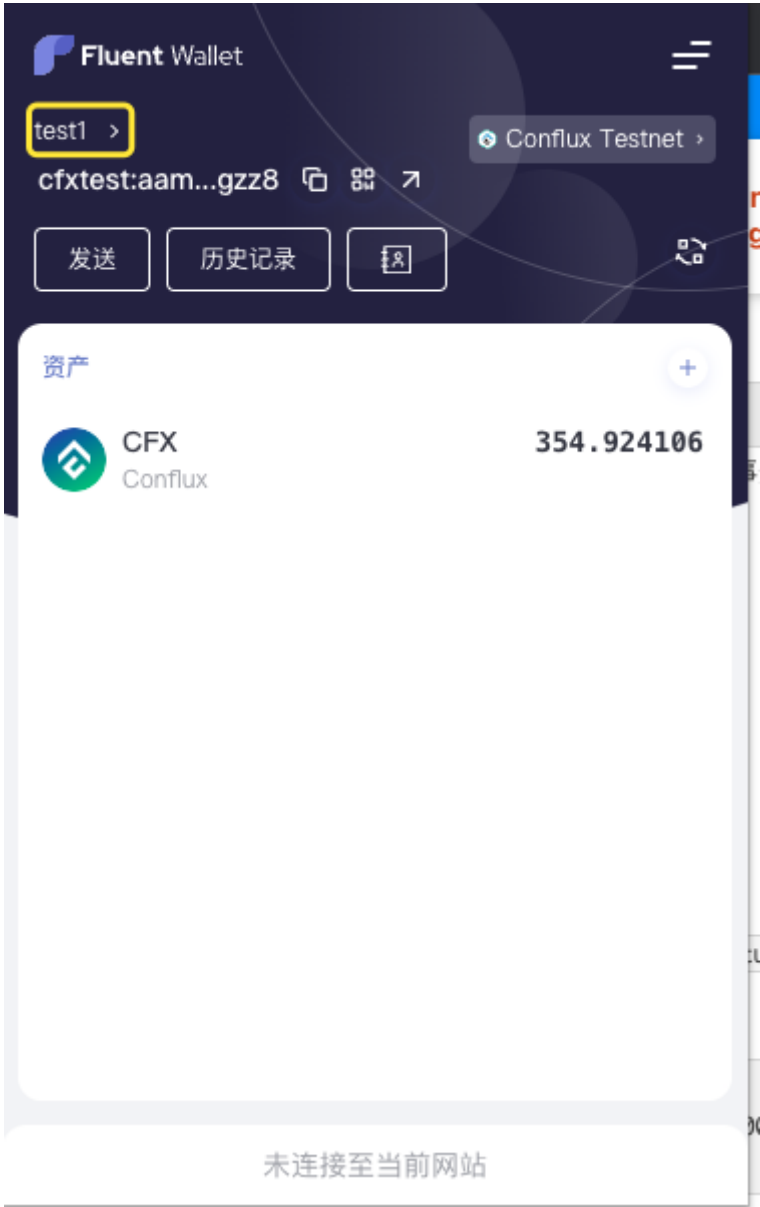 Fluent Wallet
test1 >
Conflux Testnet >
cfxtest:aam...gzz8
发送
历史记录
资产
+
CFX
354.924106
Conflux
未连接至当前网站